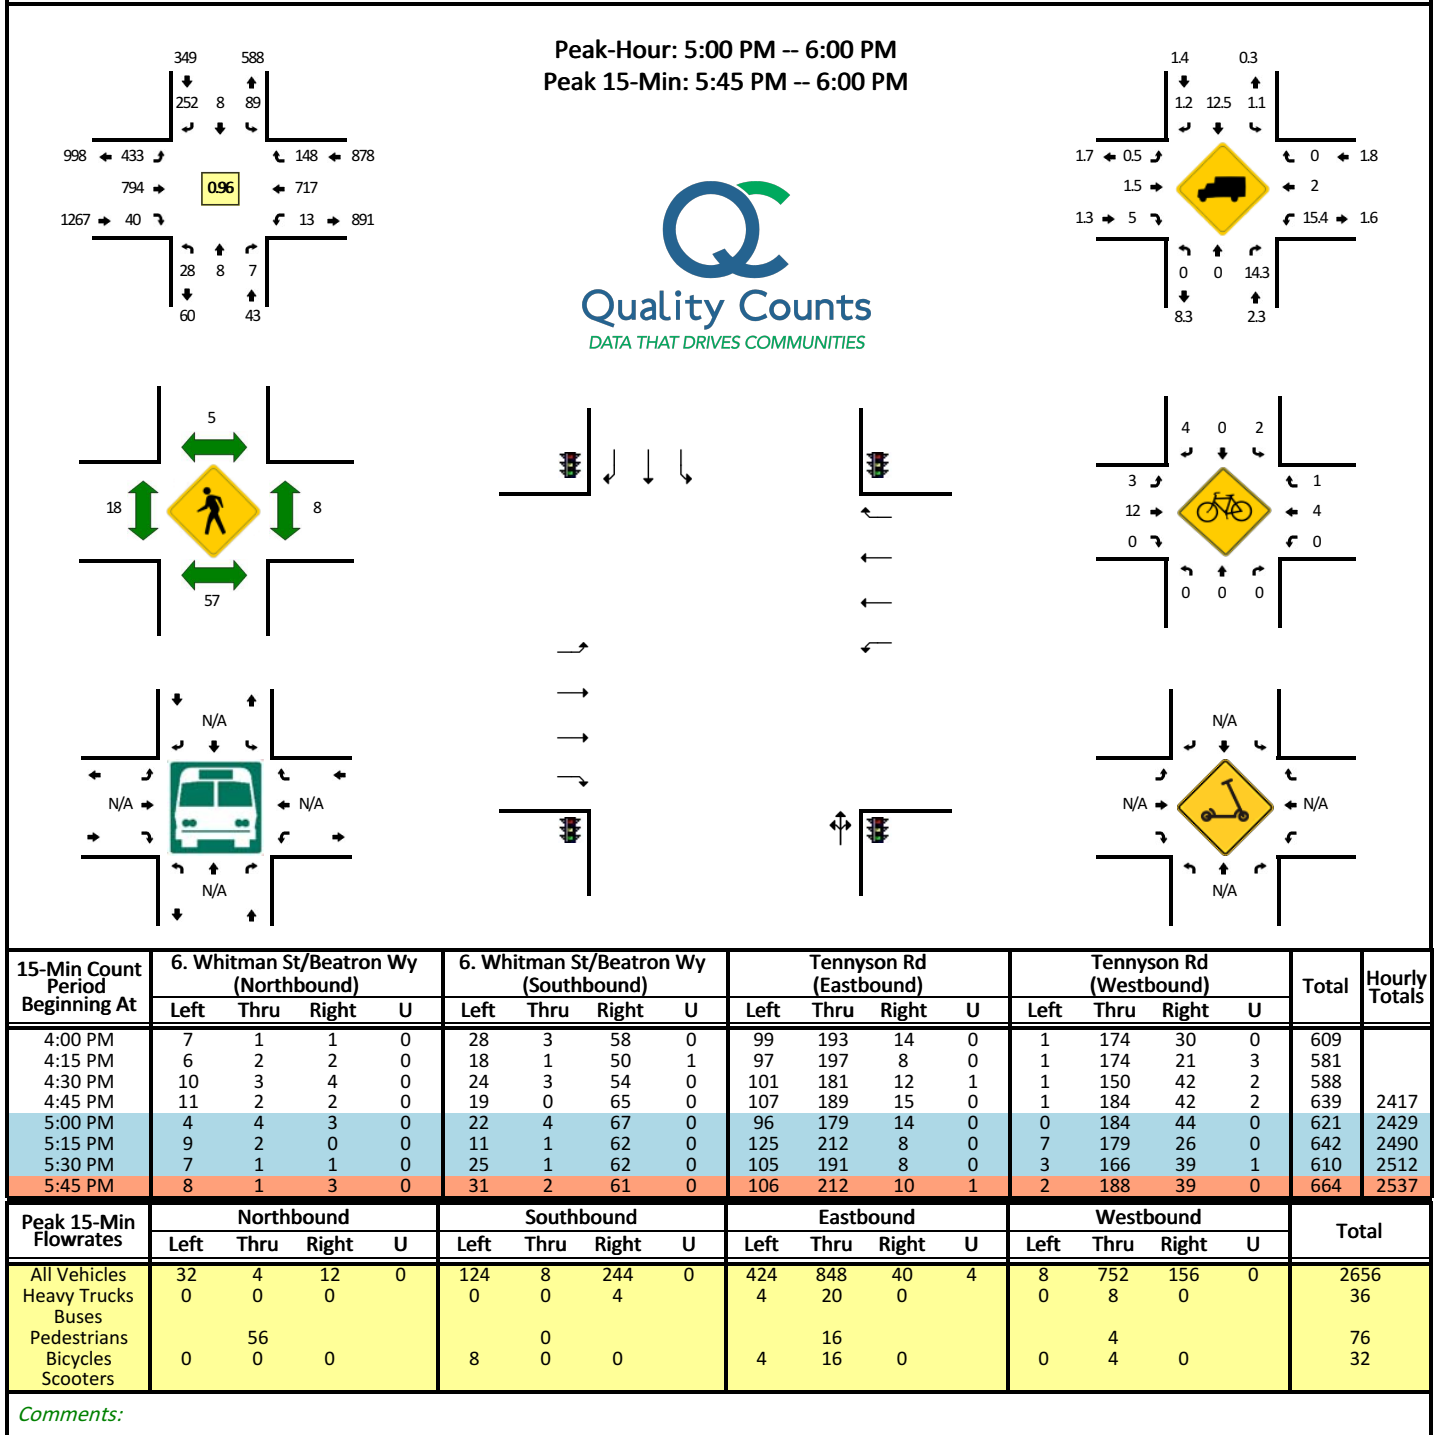 Peak-Hour: 5:00 PM -- 6:00 PM
Peak 15-Min: 5:45 PM -- 6:00 PM
349 588
252 8 89
998 433 148 878
794 0.96 717
1267 40 13 891
28 8 7
60 43
1.4 0.3
1.2 12.5 1.1
1.7 0.5 0 1.8
1.5 2
1.3 5 15.4 1.6
0 0 14.3
8.3 2.3
QC
Quality Counts
DATA THAT DRIVES COMMUNITIES
5
18 8
57
4 0 2
3 1
12 4
0 0
0 0 0
N/A
N/A N/A
N/A
N/A
N/A N/A
N/A
15-Min Count Period Beginning At
6. Whitman St/Beatron Wy (Northbound)
6. Whitman St/Beatron Wy (Southbound)
Tennyson Rd (Eastbound)
Tennyson Rd (Westbound)
Total
Hourly Totals
Left Thru Right U Left Thru Right U Left Thru Right U Left Thru Right U
4:00 PM 7 1 1 0 28 3 58 0 99 193 14 0 1 174 30 0 609
4:15 PM 6 2 2 0 18 1 50 1 97 197 8 0 1 174 21 3 581
4:30 PM 10 3 4 0 24 3 54 0 101 181 12 1 1 150 42 2 588
4:45 PM 11 2 2 0 19 0 65 0 107 189 15 0 1 184 42 2 639 2417
5:00 PM 4 4 3 0 22 4 67 0 96 179 14 0 0 184 44 0 621 2429
5:15 PM 9 2 0 0 11 1 62 0 125 212 8 0 7 179 26 0 642 2490
5:30 PM 7 1 1 0 25 1 62 0 105 191 8 0 3 166 39 1 610 2512
5:45 PM 8 1 3 0 31 2 61 0 106 212 10 1 2 188 39 0 664 2537
Peak 15-Min Flowrates
Northbound Southbound Eastbound Westbound
Total
Left Thru Right U Left Thru Right U Left Thru Right U Left Thru Right U
All Vehicles 32 4 12 0 124 8 244 0 424 848 40 4 8 752 156 0 2656
Heavy Trucks 0 0 0 0 0 4 4 20 0 0 8 0 36
Buses
Pedestrians 56 0 16 4 76
Bicycles 0 0 0 8 0 0 4 16 0 0 4 0 32
Scooters
Comments: